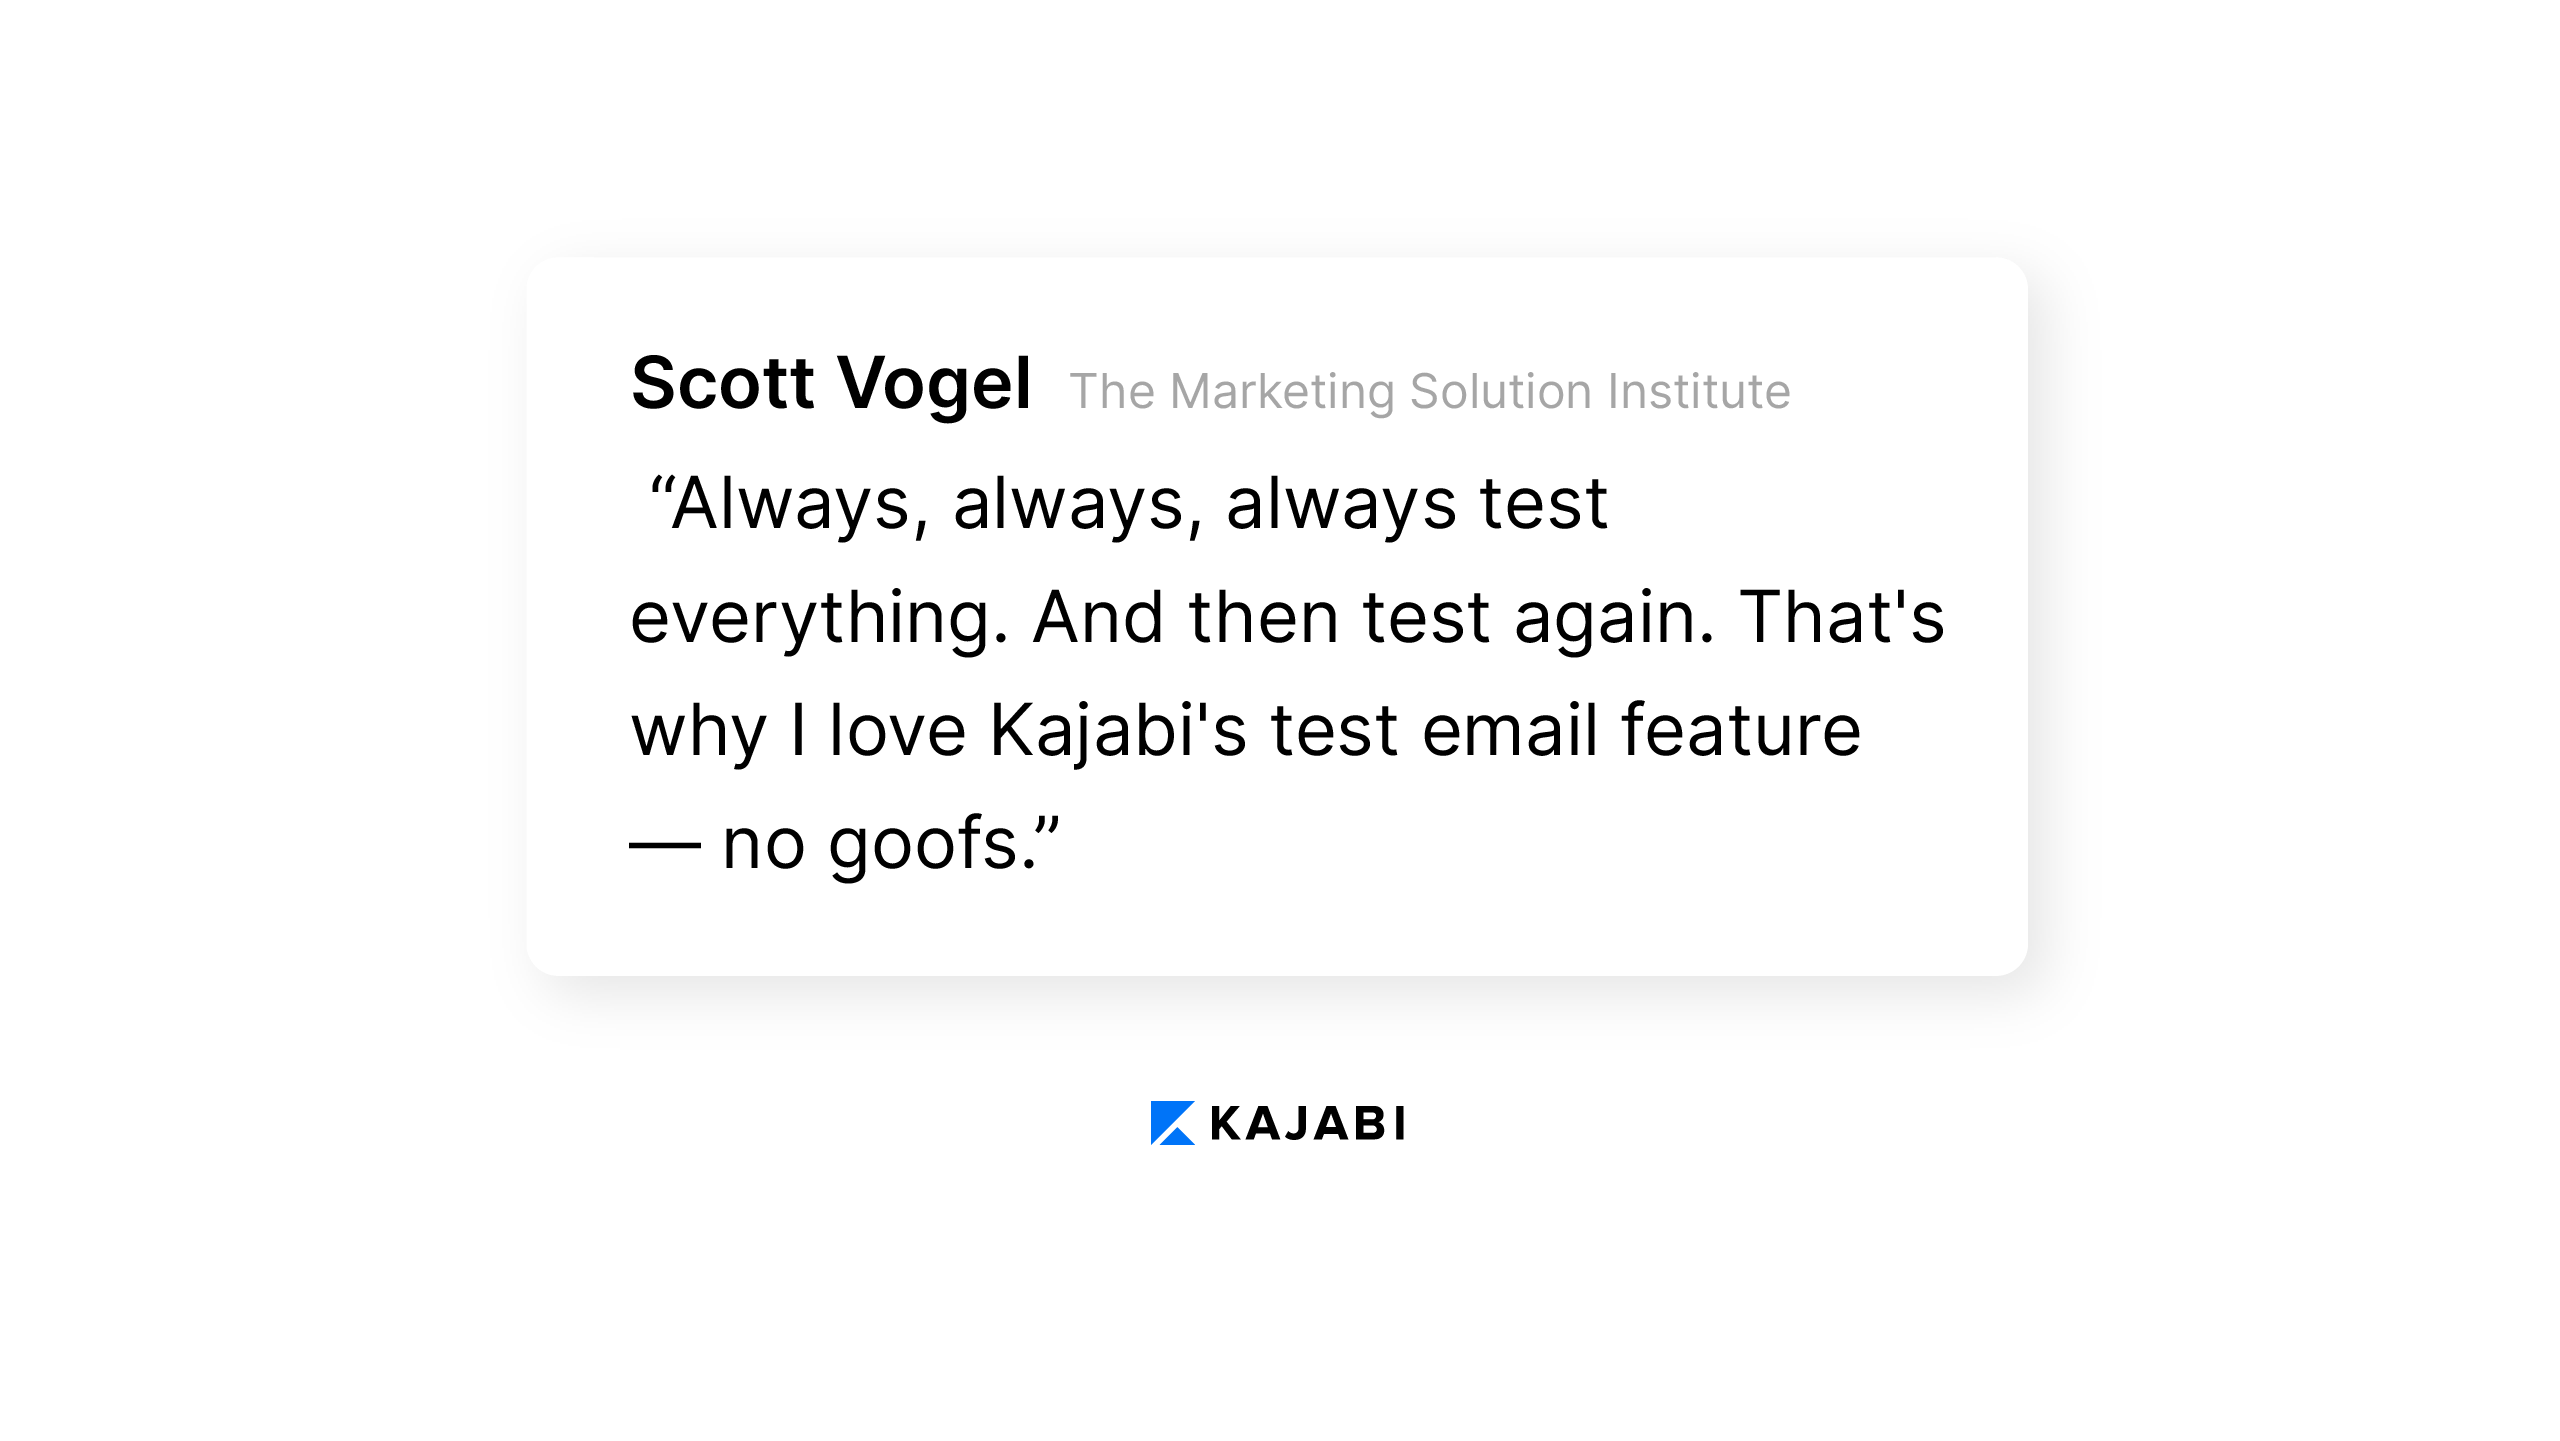 Scott Vogel The Marketing Solution Institute
“Always, always, always test
everything. And then test again. That's
why I love Kajabi's test email feature
— no goofs.”
KAJABI